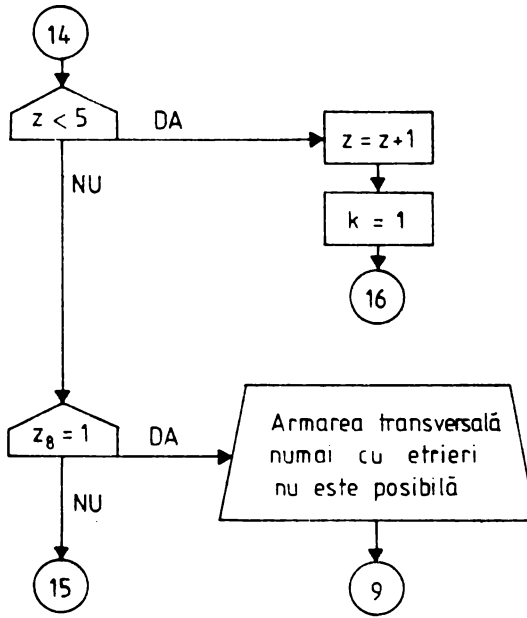 14
z < 5
DA
z = z+1
NU
k = 1
16
z₈ = 1
DA
Armarea transversală
numai cu etrieri
nu este posibilă
NU
15
9